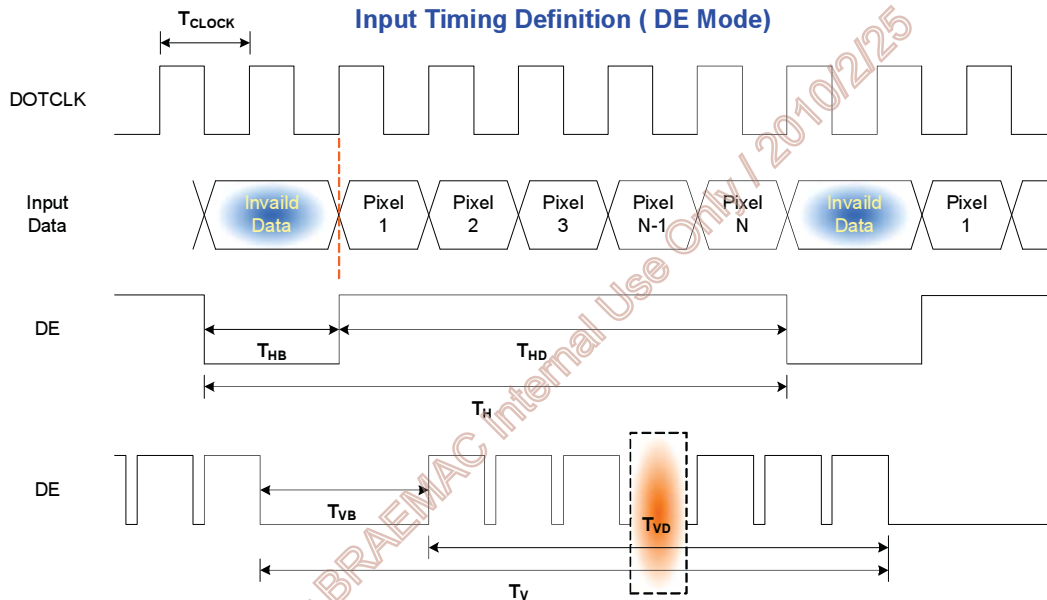 Input Timing Definition ( DE Mode)
TCLOCK
DOTCLK
Input
Data
Invaild
Data
Pixel
1
Pixel
2
Pixel
3
Pixel
N-1
Pixel
N
Invaild
Data
Pixel
1
DE
THB
THD
TH
DE
TVB
TVD
TV
BRAEMAC Internal Use Only / 2010/2/25